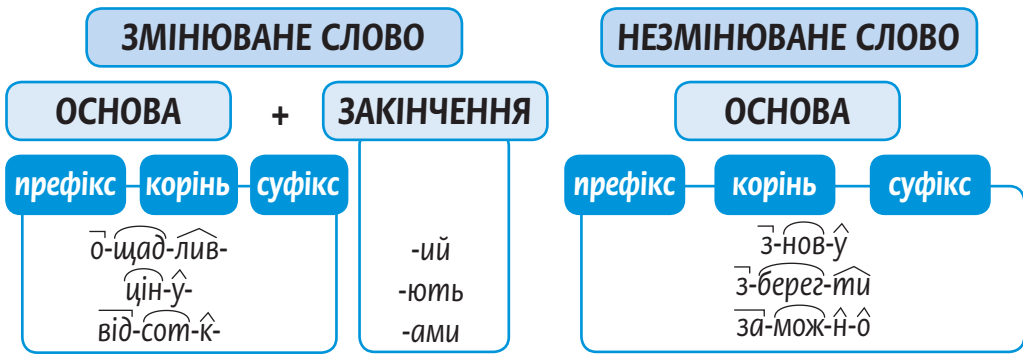 ЗМІНЮВАНЕ СЛОВО НЕЗМІНЮВАНЕ СЛОВО
ОСНОВА + ЗАКІНЧЕННЯ ОСНОВА
префікс корінь суфікс префікс корінь суфікс
о-щад-лив- -ий з-нов-у
цін-у- -ють з-берег-ти
від-сот-к- -ами за-мож-н-о